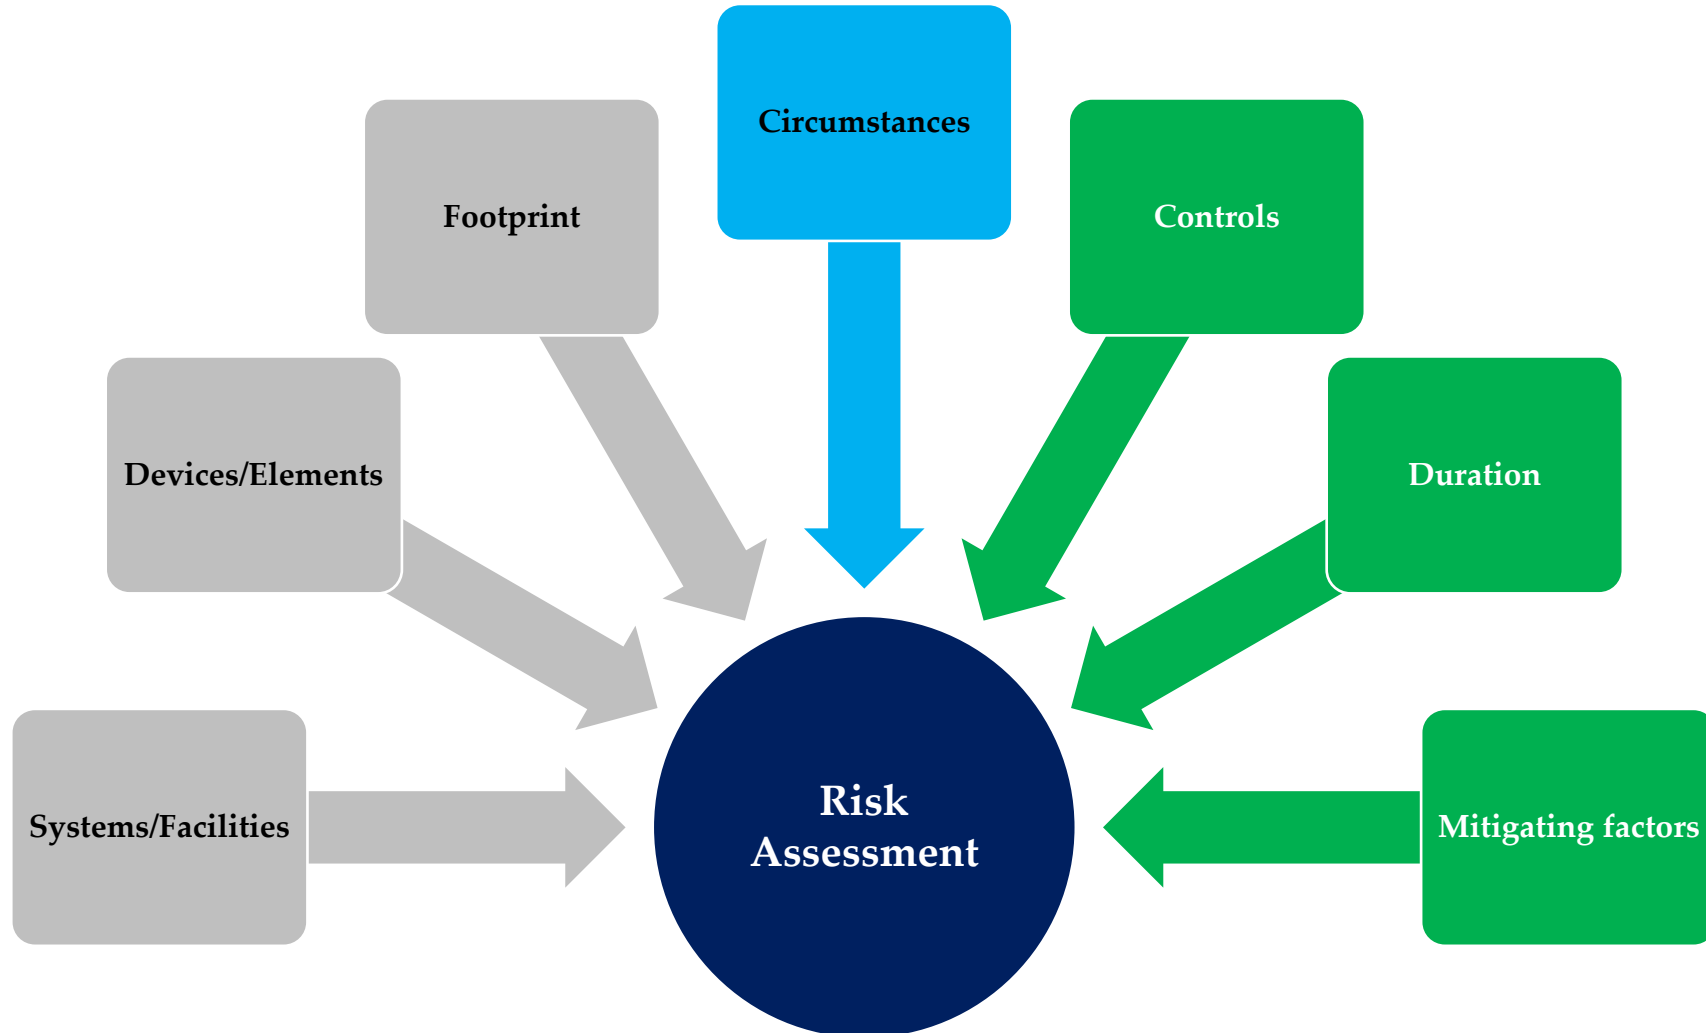 Circumstances
Footprint
Controls
Devices/Elements
Duration
Systems/Facilities
Risk
Assessment
Mitigating factors